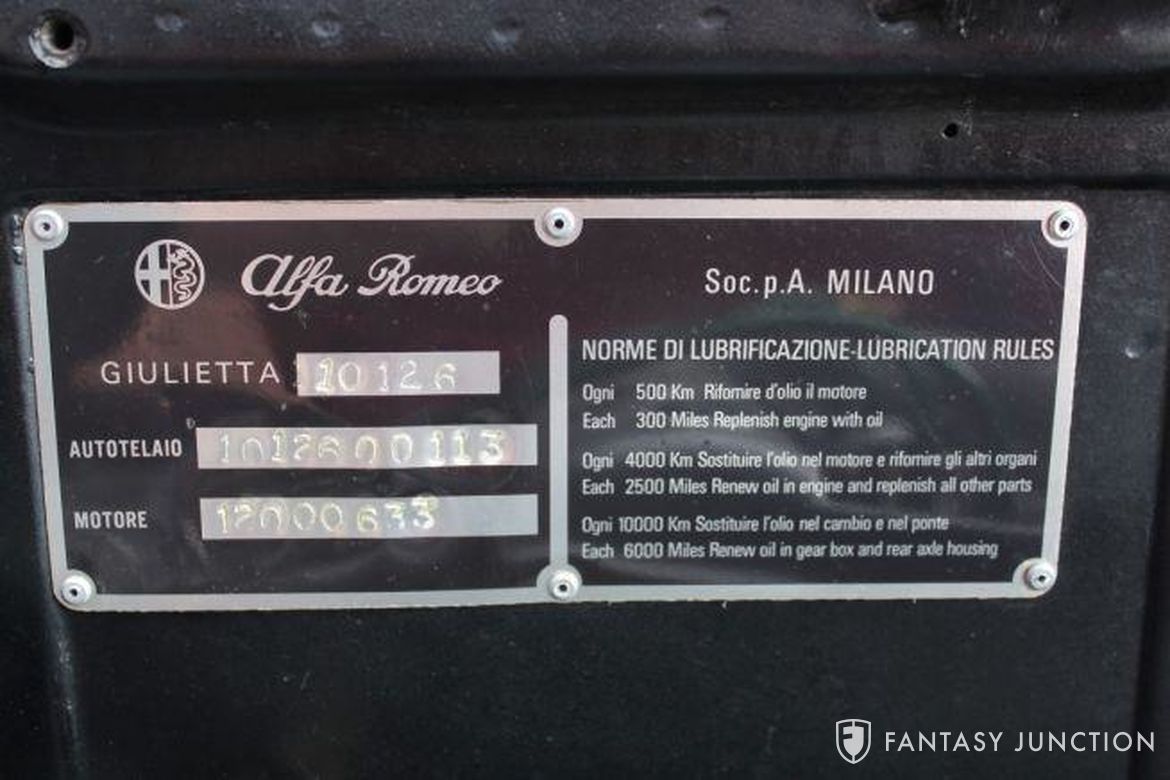 Alfa Romeo
GIULIETTA 10126
AUTOTELAIO 1012600113
MOTORE 12000633
Soc.p.A. MILANO
NORME DI LUBRIFICAZIONE-LUBRICATION RULES
Ogni 500 Km Rifornire d'olio il motore
Each 300 Miles Replenish engine with oil
Ogni 4000 Km Sostituire l'olio nel motore e rifornire gli altri organi
Each 2500 Miles Renew oil in engine and replenish all other parts
Ogni 10000 Km Sostituire l'olio nel cambio e nel ponte
Each 6000 Miles Renew oil in gear box and rear axle housing
FANTASY JUNCTION